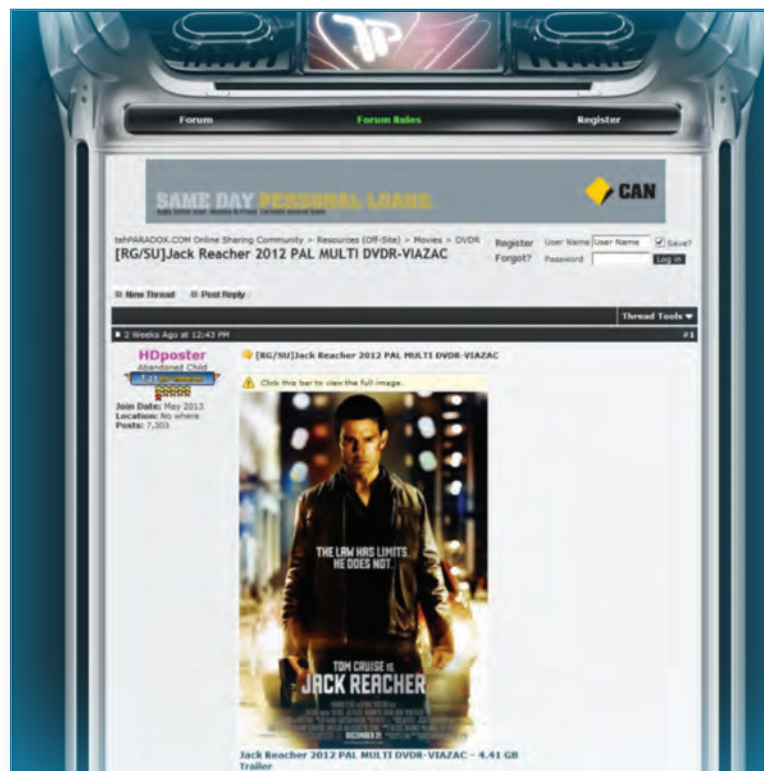 TP
Forum Forum Rules Register
SAME DAY PERSONAL LOANS.
CAN
tehPARADOX.COM Online Sharing Community > Resources (Off-Site) > Movies > DVDR
[RG/SU]Jack Reacher 2012 PAL MULTI DVDR-VIAZAC
Register User Name User Name Save?
Forgot? Password Log in
New Thread Post Reply
Thread Tools
2 Weeks Ago at 12:43 PM #1
HDposter
Abandoned Child
Join Date: May 2013
Location: No where
Posts: 7,303
[RG/SU]Jack Reacher 2012 PAL MULTI DVDR-VIAZAC
Click this bar to view the full image.
THE LAW HAS LIMITS.
HE DOES NOT.
TOM CRUISE IS
JACK REACHER
DECEMBER 21
Jack Reacher 2012 PAL MULTI DVDR-VIAZAC - 4.41 GB
Trailer